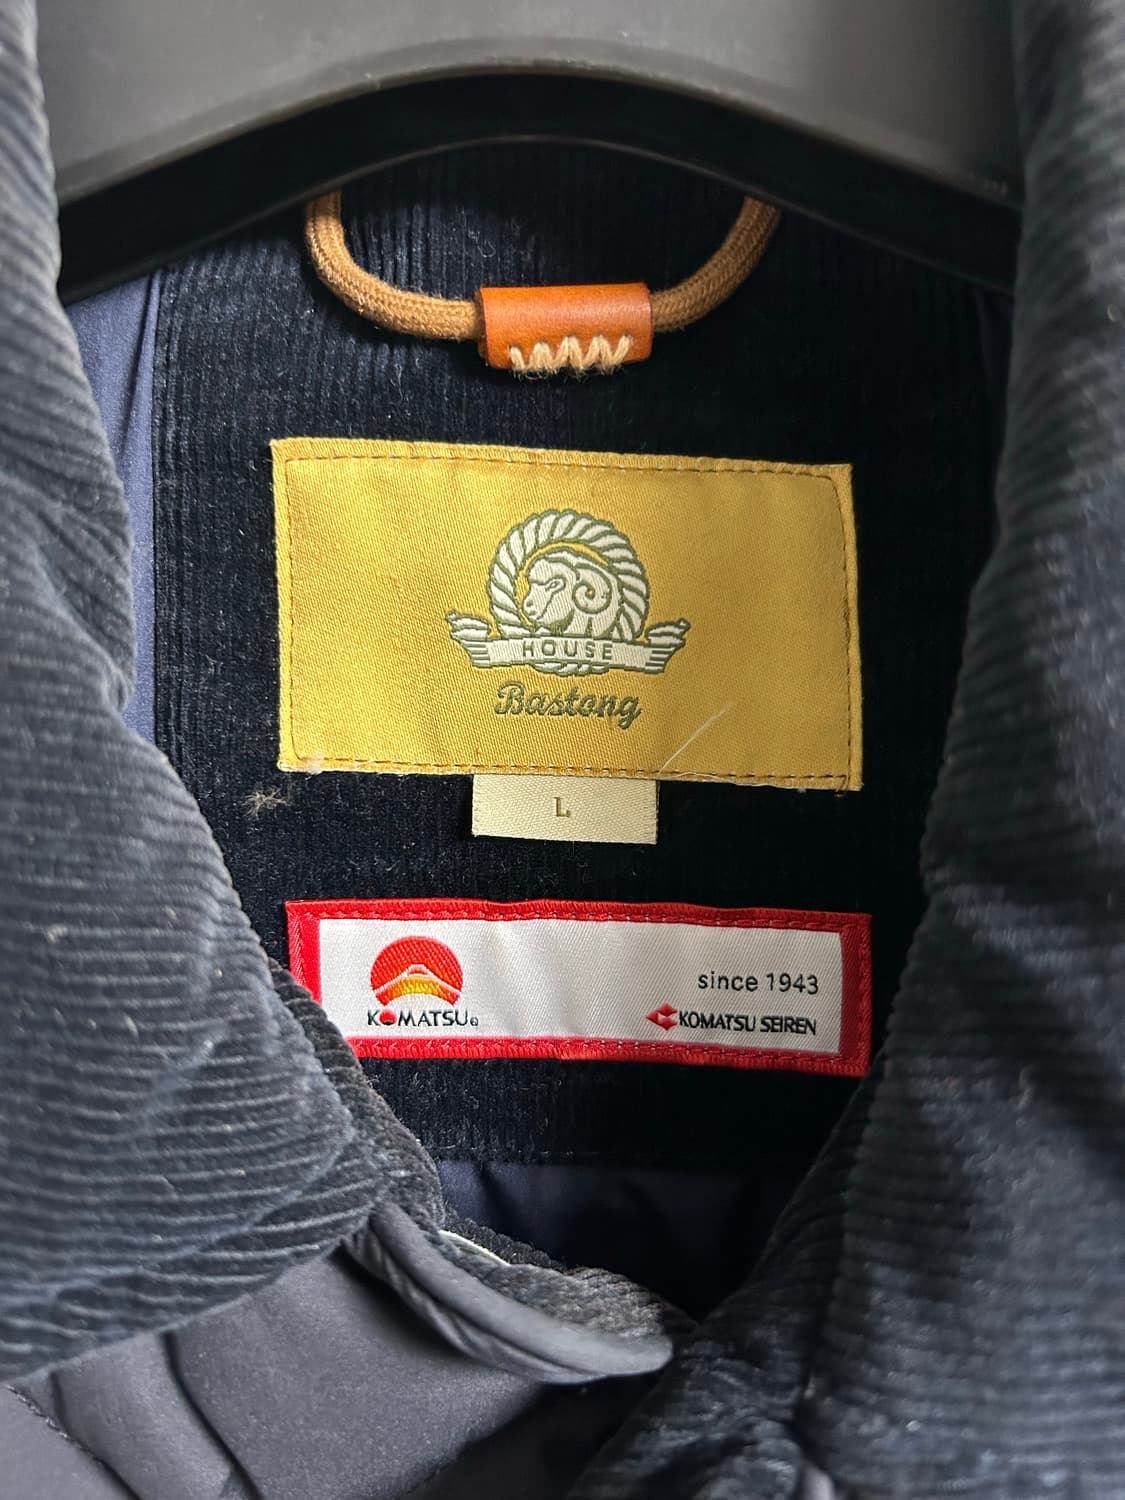 HOUSE
Bastong
L
KOMATSU
since 1943
KOMATSU SEIREN